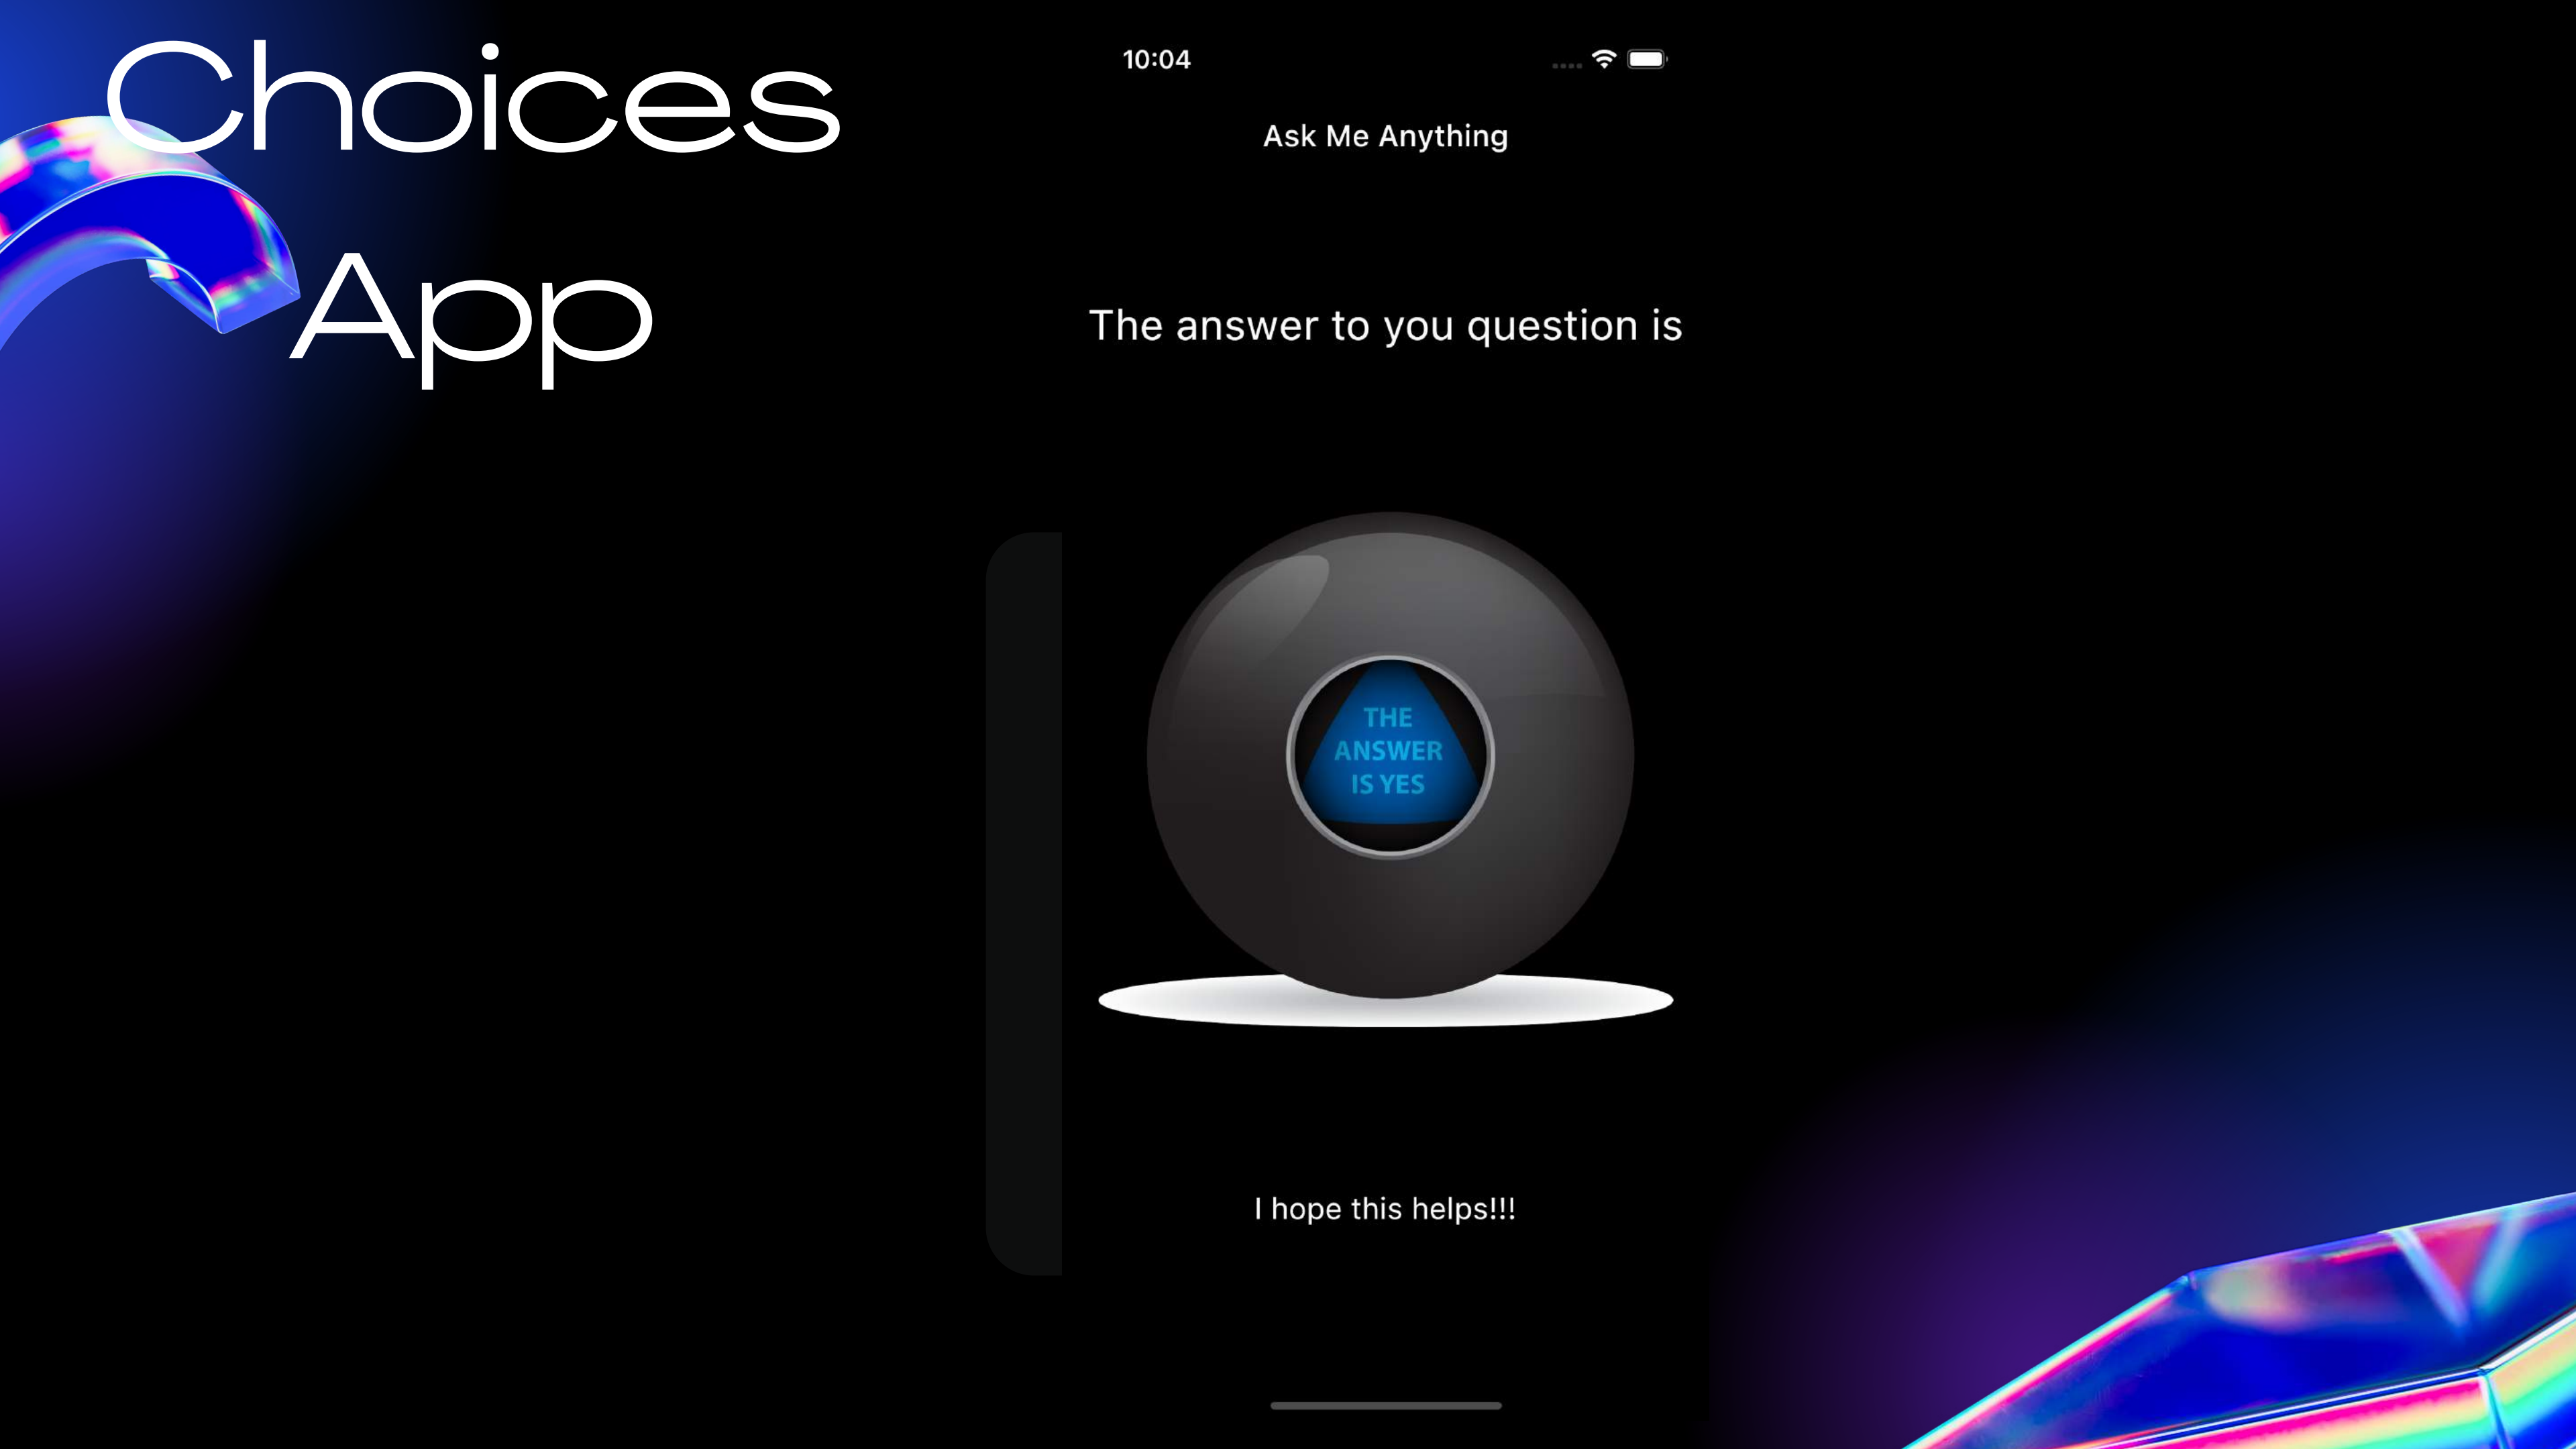 Choices
App
10:04
Ask Me Anything
The answer to you question is
THE
ANSWER
IS YES
I hope this helps!!!